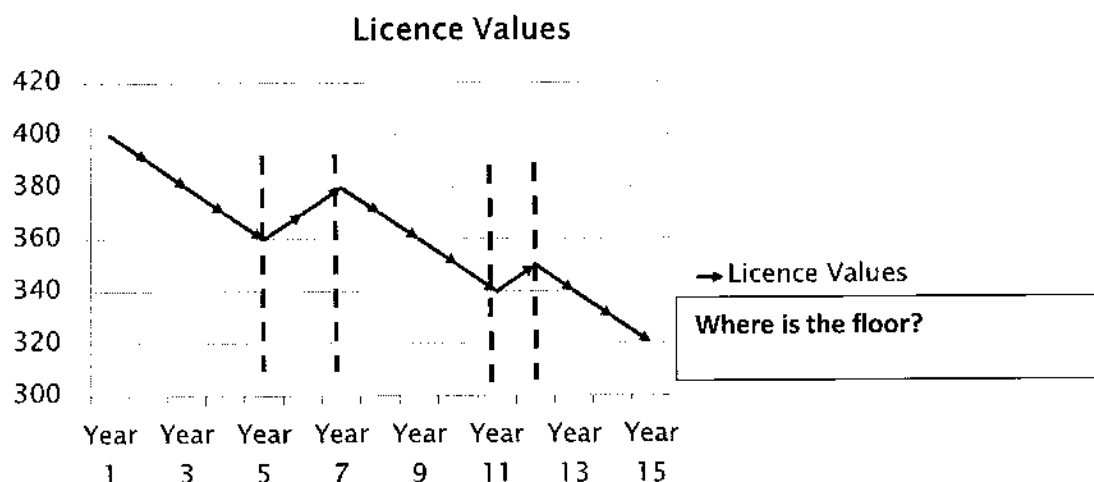 Licence Values
420
400
380
360
340
320
300
Year Year Year Year Year Year Year Year
1 3 5 7 9 11 13 15
Licence Values
Where is the floor?